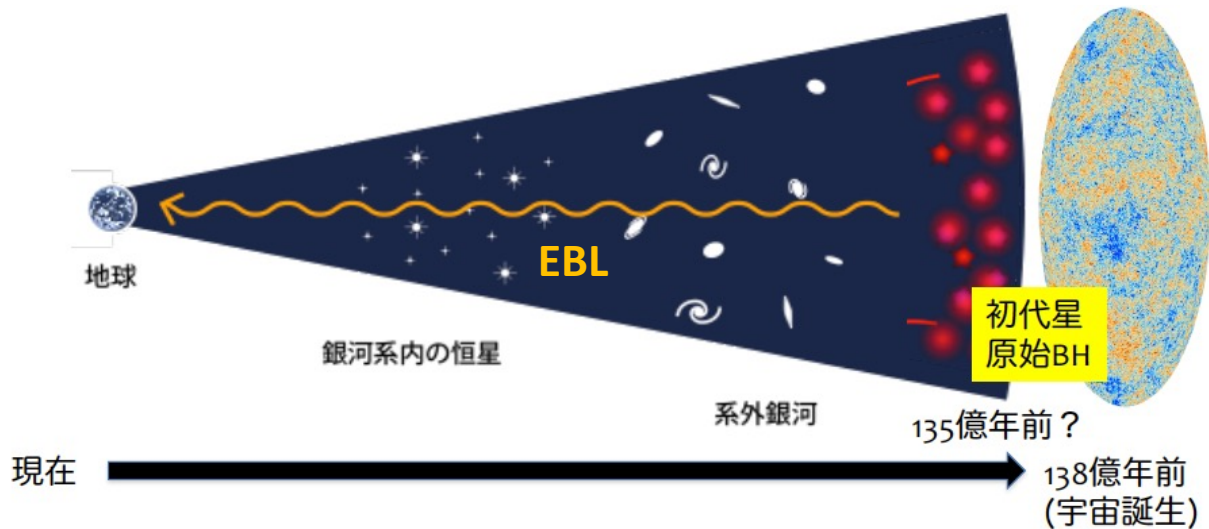 EBL
地球
初代星
原始BH
銀河系内の恒星
系外銀河
135億年前？
現在
138億年前
(宇宙誕生)